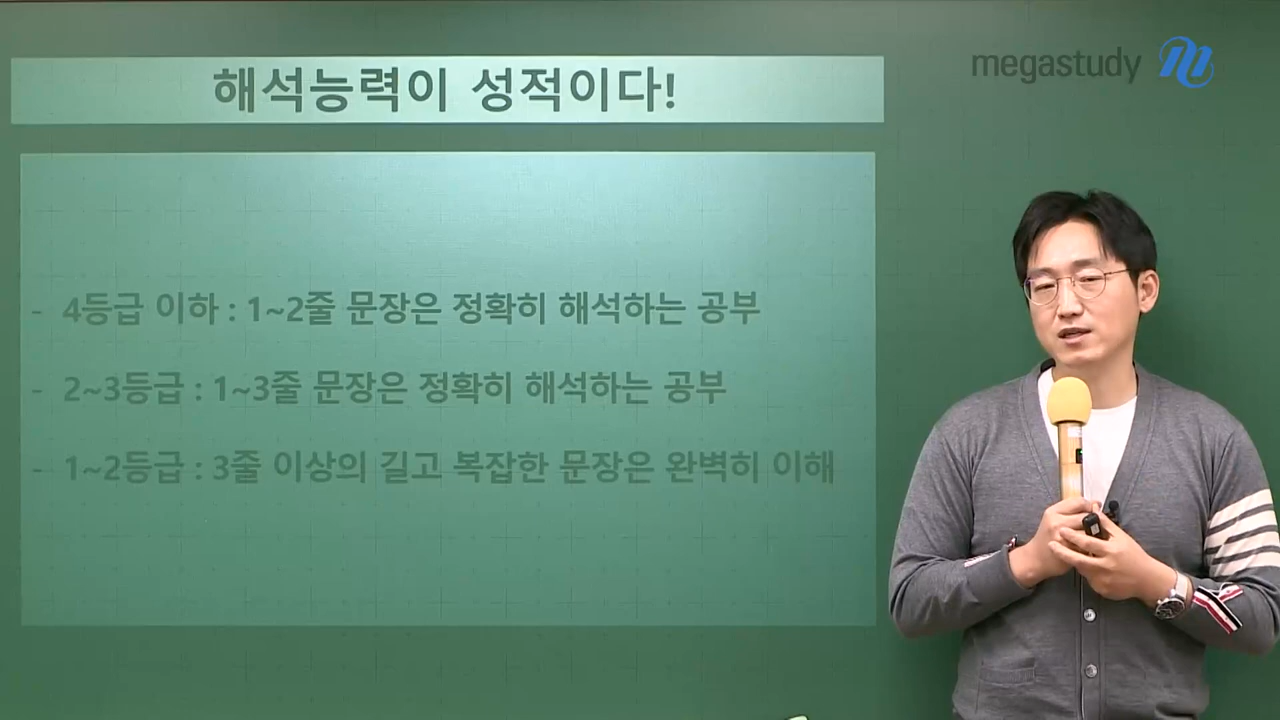 megastudy
해석능력이 성적이다!
- 4등급 이하 : 1~2줄 문장은 정확히 해석하는 공부
- 2~3등급 : 1~3줄 문장은 정확히 해석하는 공부
- 1~2등급 : 3줄 이상의 길고 복잡한 문장은 완벽히 이해